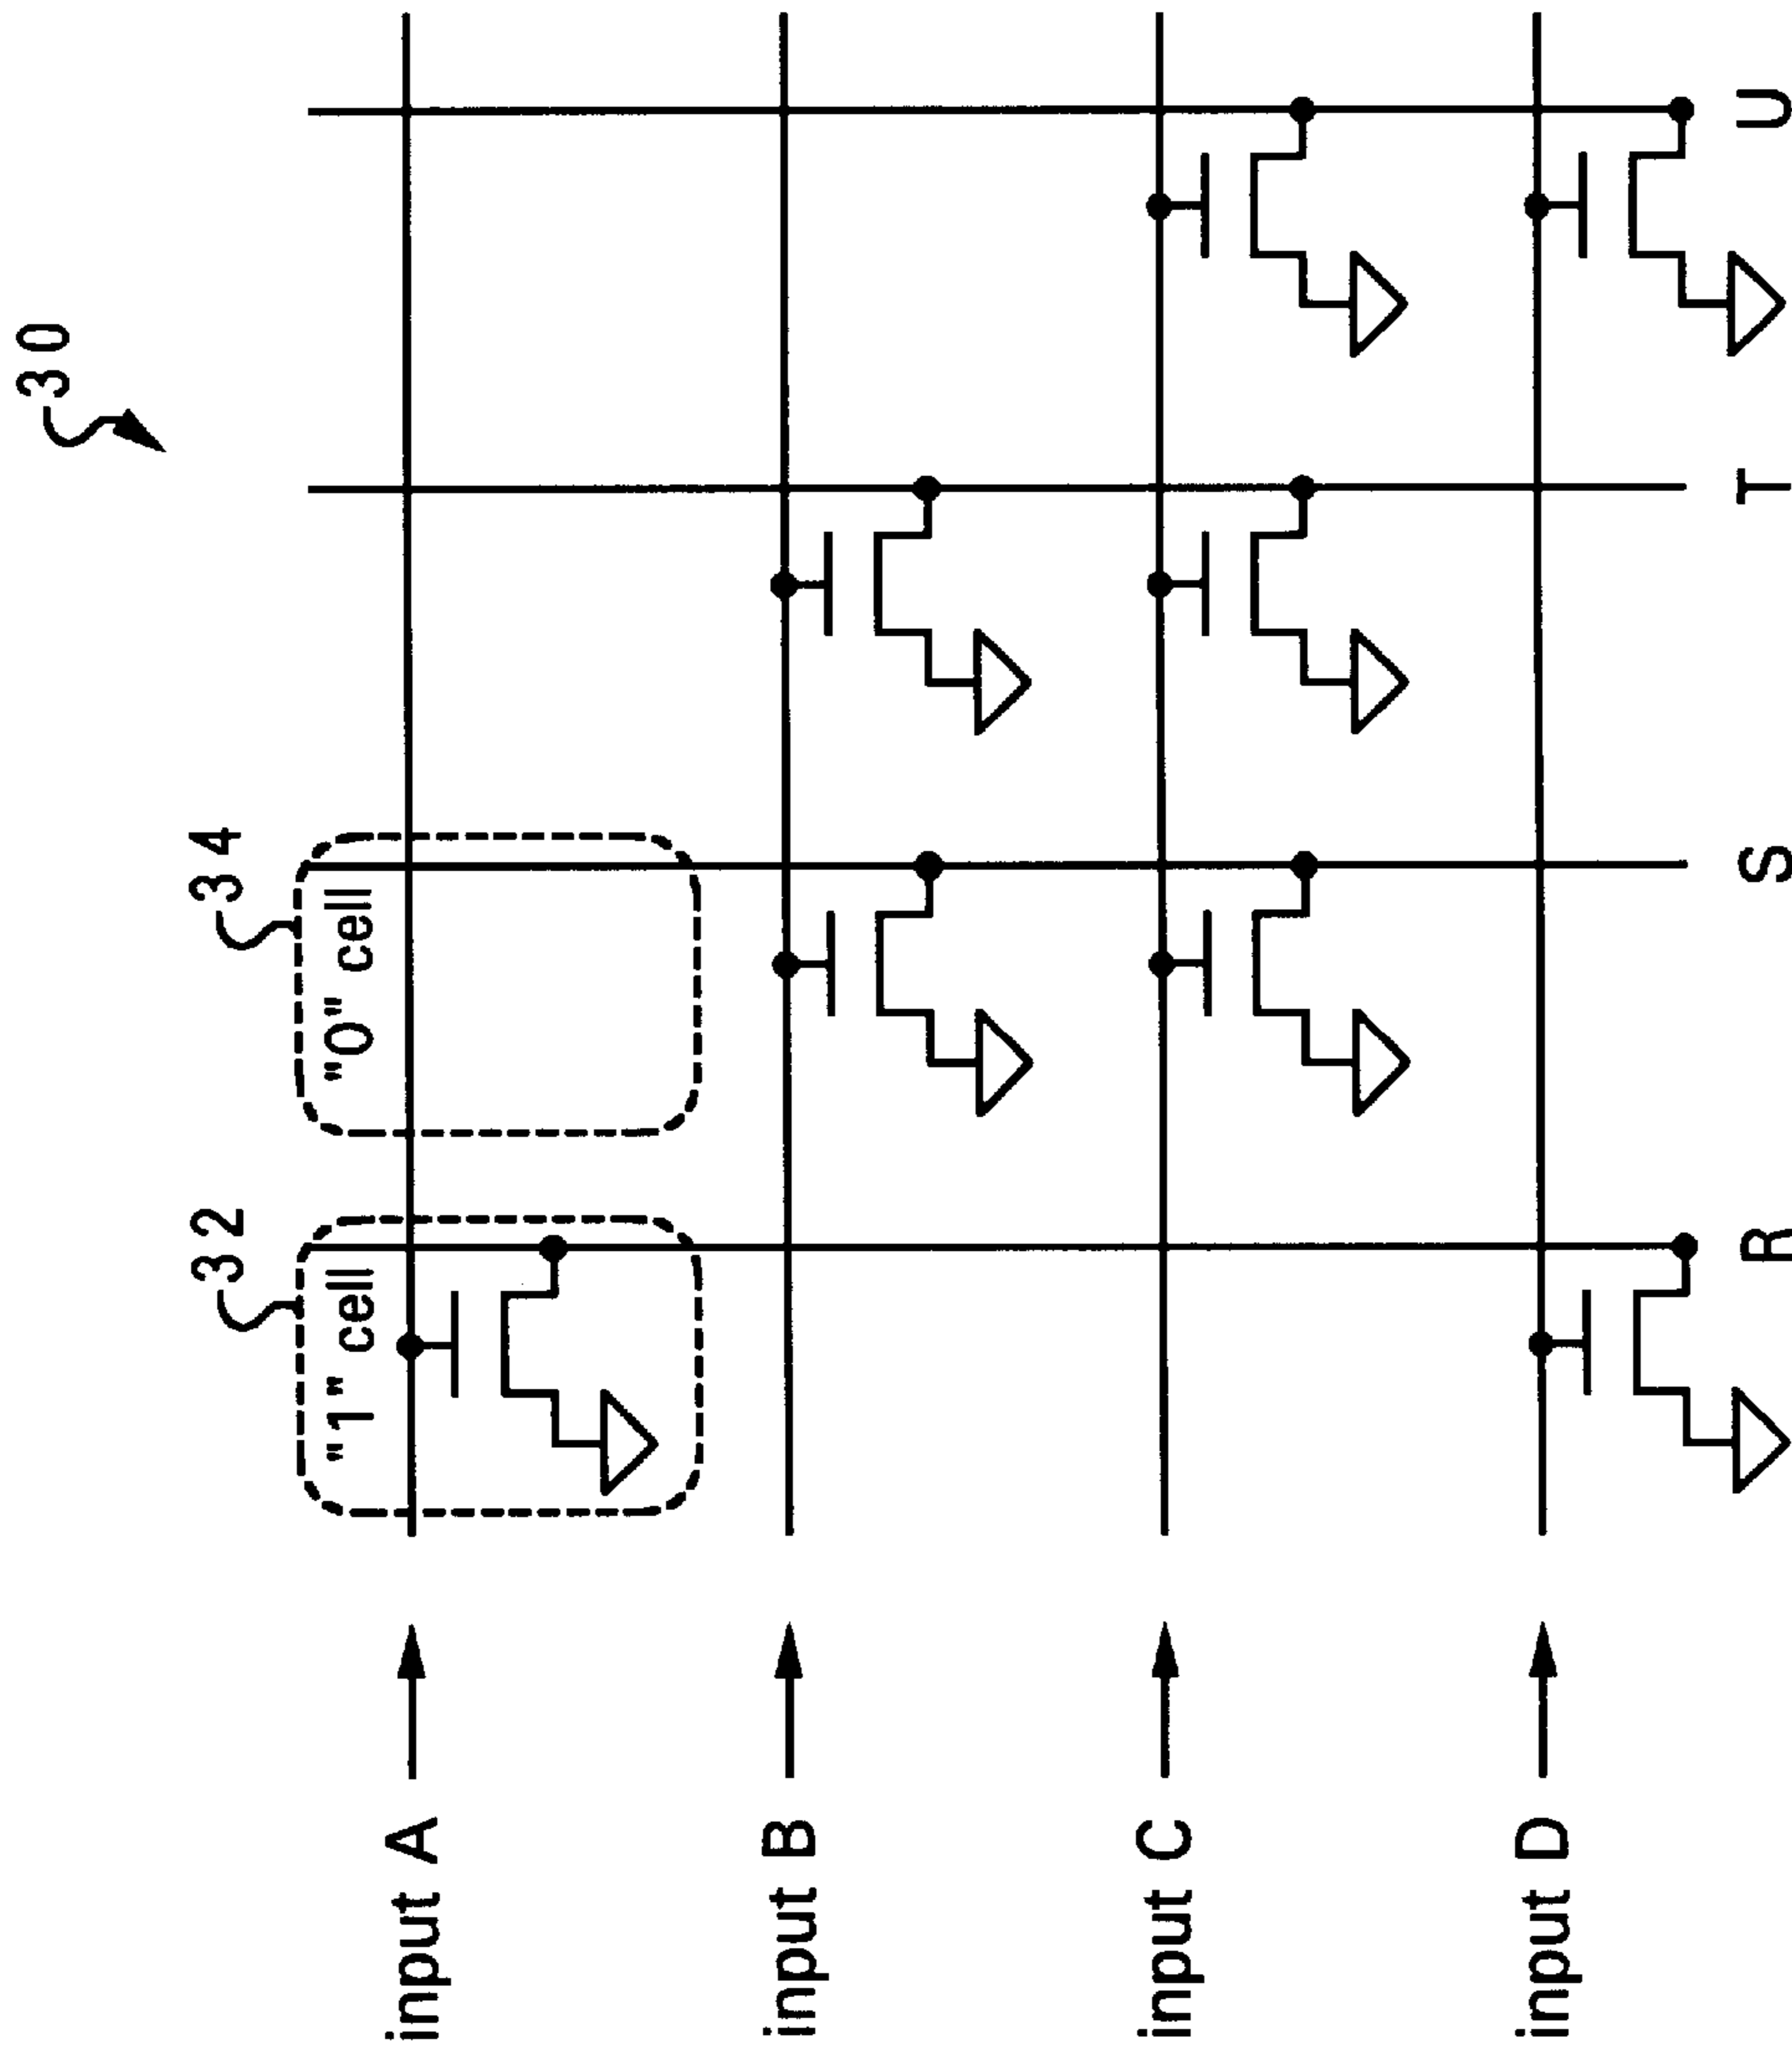 30
32
34
"1" cell
"0" cell
input A
input B
input C
input D
R
S
T
U